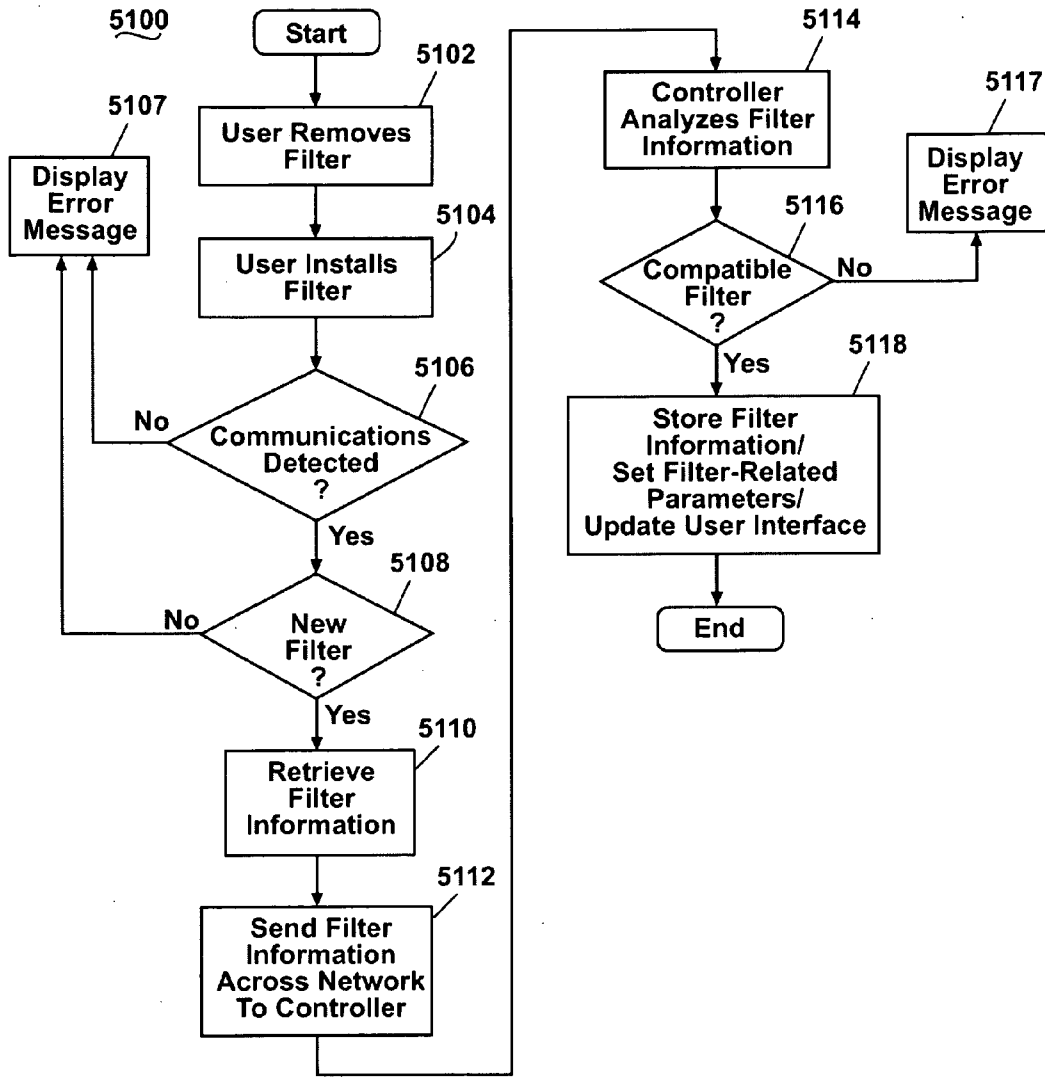 5100
Start
5102
User Removes
Filter
5107
Display
Error
Message
5104
User Installs
Filter
5106
Communications
Detected
?
No
Yes
5108
New
Filter
?
No
Yes
5110
Retrieve
Filter
Information
5112
Send Filter
Information
Across Network
To Controller
5114
Controller
Analyzes Filter
Information
5117
Display
Error
Message
5116
Compatible
Filter
?
No
Yes
5118
Store Filter
Information/
Set Filter-Related
Parameters/
Update User Interface
End